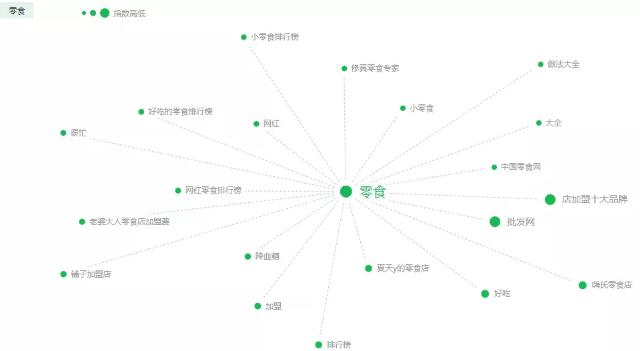 零食
指数高低
小零食排行榜
修真零食专家
做法大全
小零食
好吃的零食排行榜
网红
大全
很忙
中国零食网
网红零食排行榜
零食
店加盟十大品牌
老婆大人零食店加盟费
批发网
降血糖
夏天y的零食店
铺子加盟店
嗨氏零食店
好吃
加盟
排行榜